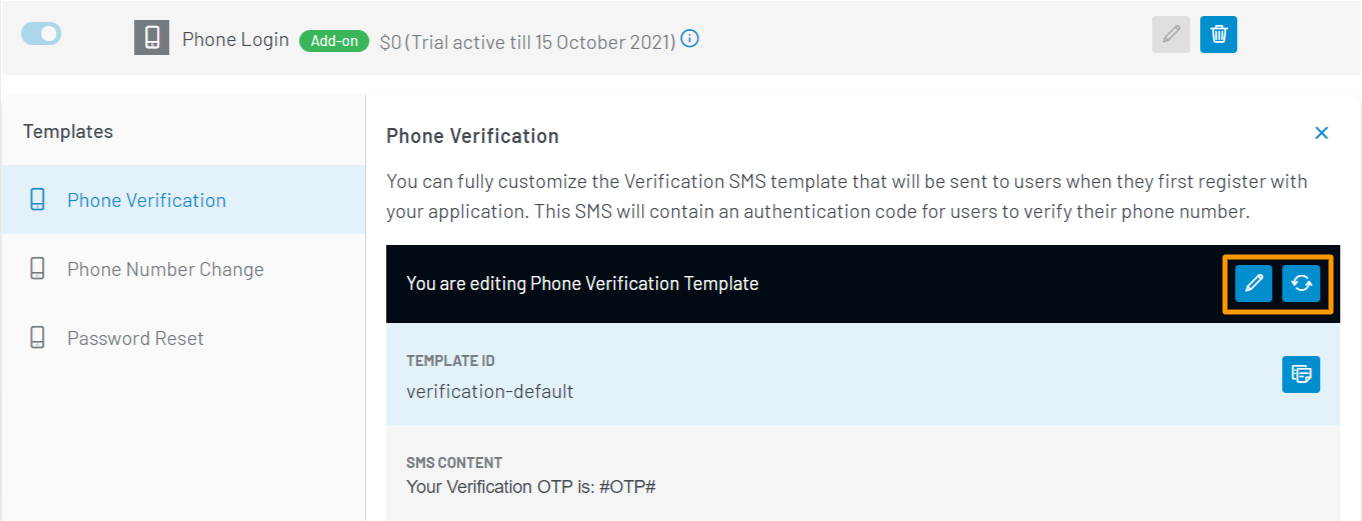 Phone Login Add-on $0 (Trial active till 15 October 2021)
Templates
Phone Verification
Phone Number Change
Password Reset
Phone Verification
You can fully customize the Verification SMS template that will be sent to users when they first register with
your application. This SMS will contain an authentication code for users to verify their phone number.
You are editing Phone Verification Template
TEMPLATE ID
verification-default
SMS CONTENT
Your Verification OTP is: #OTP#